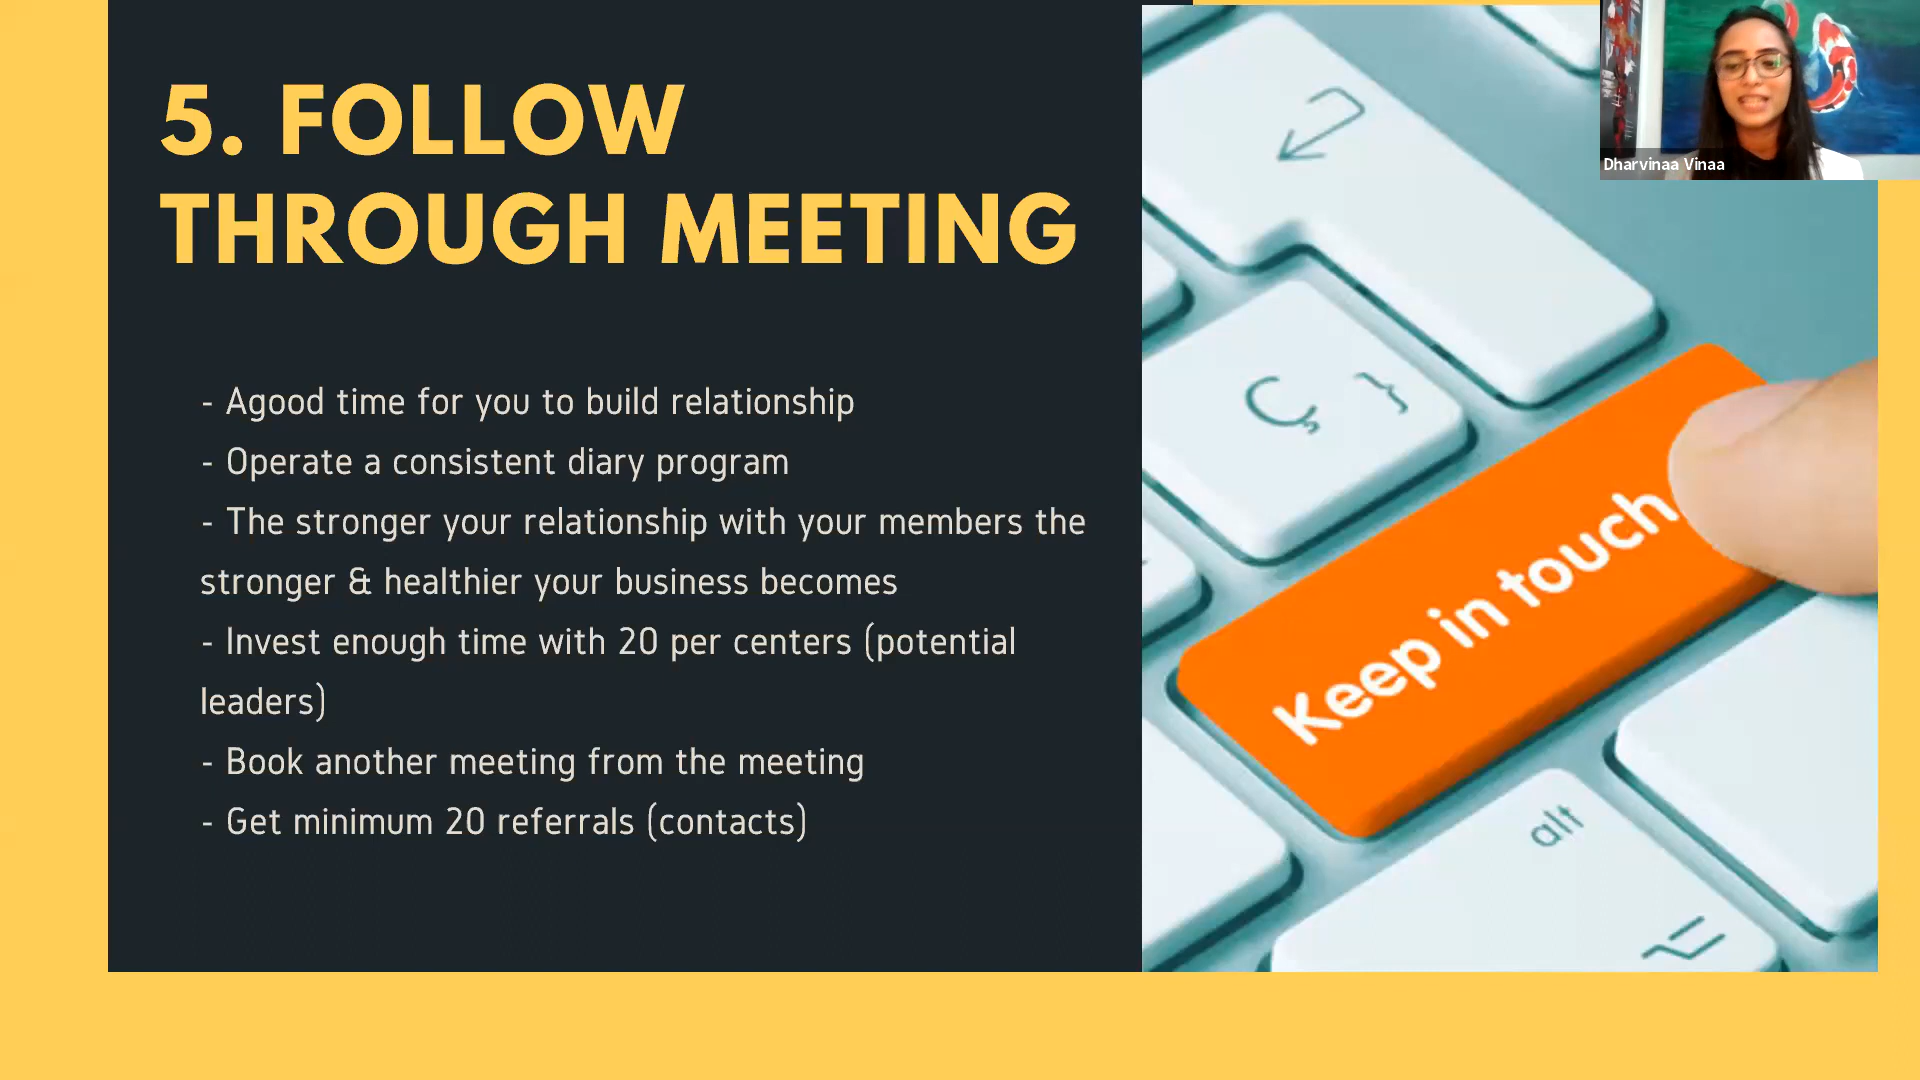 5. FOLLOW
THROUGH MEETING
- Agood time for you to build relationship
- Operate a consistent diary program
- The stronger your relationship with your members the
stronger & healthier your business becomes
- Invest enough time with 20 per centers (potential
leaders)
- Book another meeting from the meeting
- Get minimum 20 referrals (contacts)
Ç }
Keep in touch
alt
Dharvinaa Vinaa